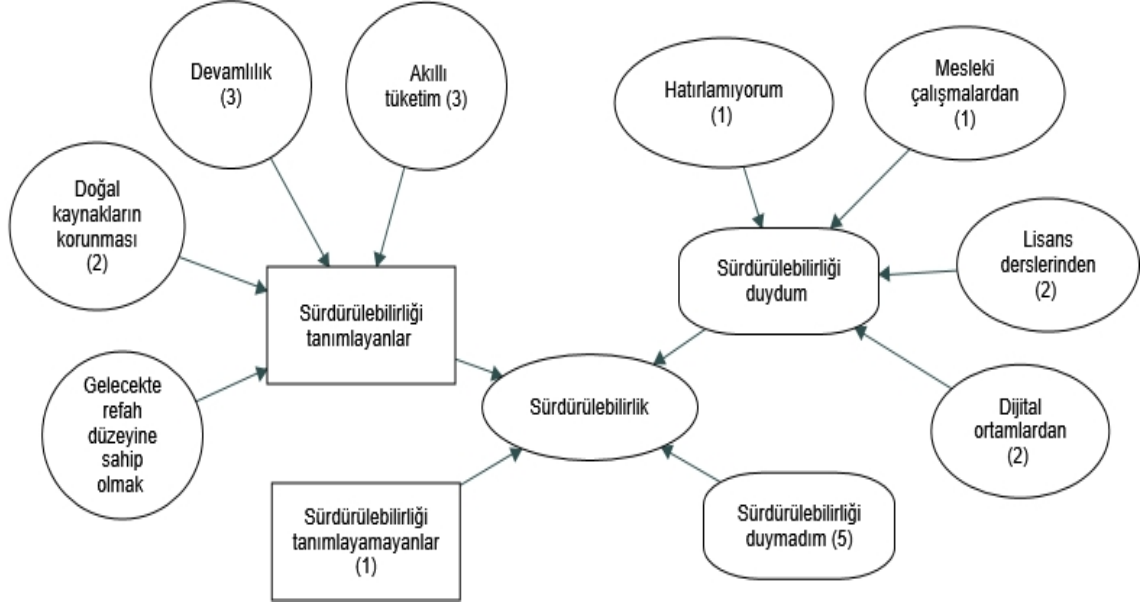 Devamlılık
(3)
Akıllı
tüketim (3)
Doğal
kaynakların
korunması
(2)
Gelecekte
refah
düzeyine
sahip
olmak
Sürdürülebilirliği
tanımlayanlar
Sürdürülebilirliği
tanımlayamayanlar
(1)
Sürdürülebilirlik
Hatırlamıyorum
(1)
Mesleki
çalışmalardan
(1)
Sürdürülebilirliği
duydum
Lisans
derslerinden
(2)
Dijital
ortamlardan
(2)
Sürdürülebilirliği
duymadım (5)